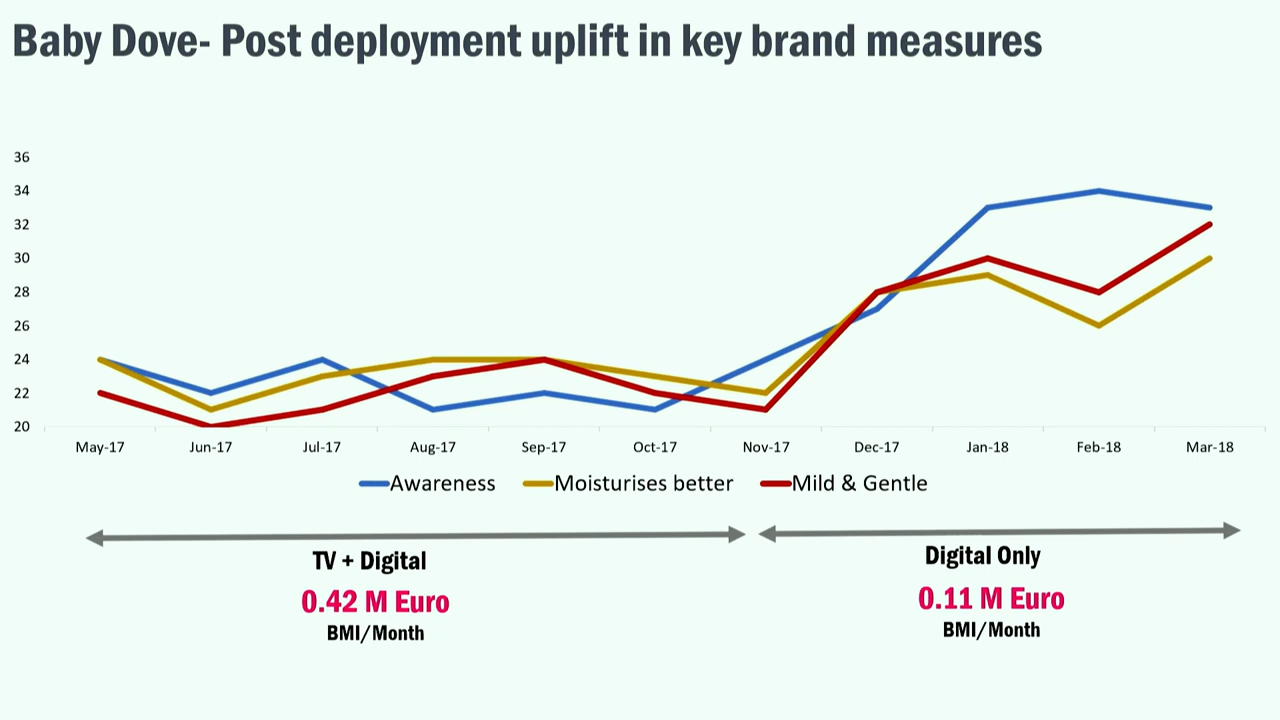 Baby Dove- Post deployment uplift in key brand measures
36
34
32
30
28
26
24
22
20
May-17 Jun-17 Jul-17 Aug-17 Sep-17 Oct-17 Nov-17 Dec-17 Jan-18 Feb-18 Mar-18
Awareness Moisturises better Mild & Gentle
TV + Digital
0.42 M Euro
BMI/Month
Digital Only
0.11 M Euro
BMI/Month